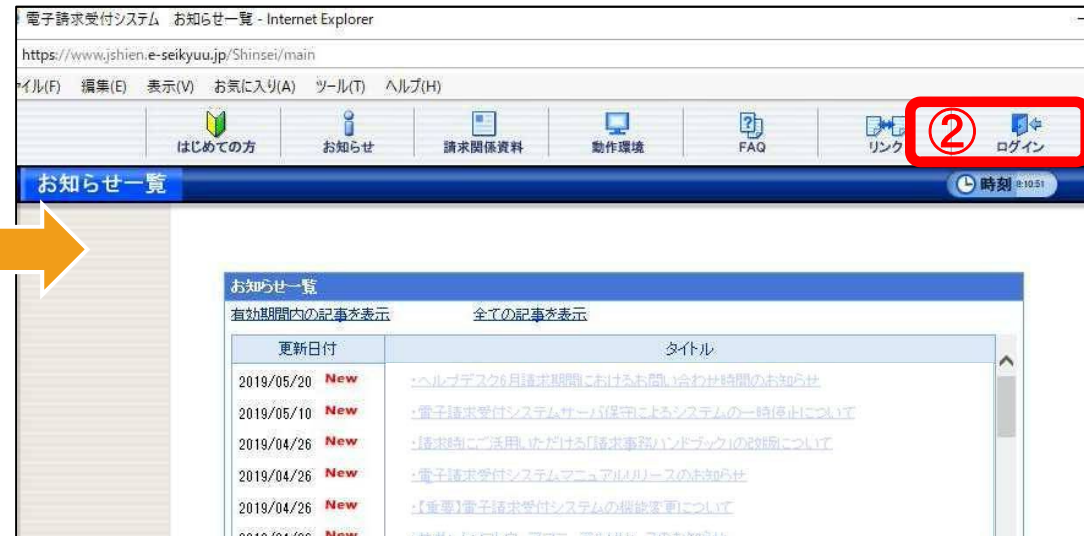 電子請求受付システム お知らせ一覧 - Internet Explorer
https://www.jshien.e-seikyuu.jp/Shinsei/main
イル(F) 編集(E) 表示(V) お気に入り(A) ツール(T) ヘルプ(H)
はじめての方 お知らせ 請求関係資料 動作環境 FAQ リンク ② ログイン
お知らせ一覧 時刻 8:10:51
お知らせ一覧
有効期間内の記事を表示 全ての記事を表示
更新日付 タイトル
2019/05/20 New ・ヘルプデスク6月請求期間におけるお問い合わせ時間のお知らせ
2019/05/10 New ・電子請求受付システムサーバ保守によるシステムの一時停止について
2019/04/26 New ・請求時にご活用いただける「請求事務ハンドブック」の改版について
2019/04/26 New ・電子請求受付システムマニュアルリリースのお知らせ
2019/04/26 New ・【重要】電子請求受付システムの機能変更について